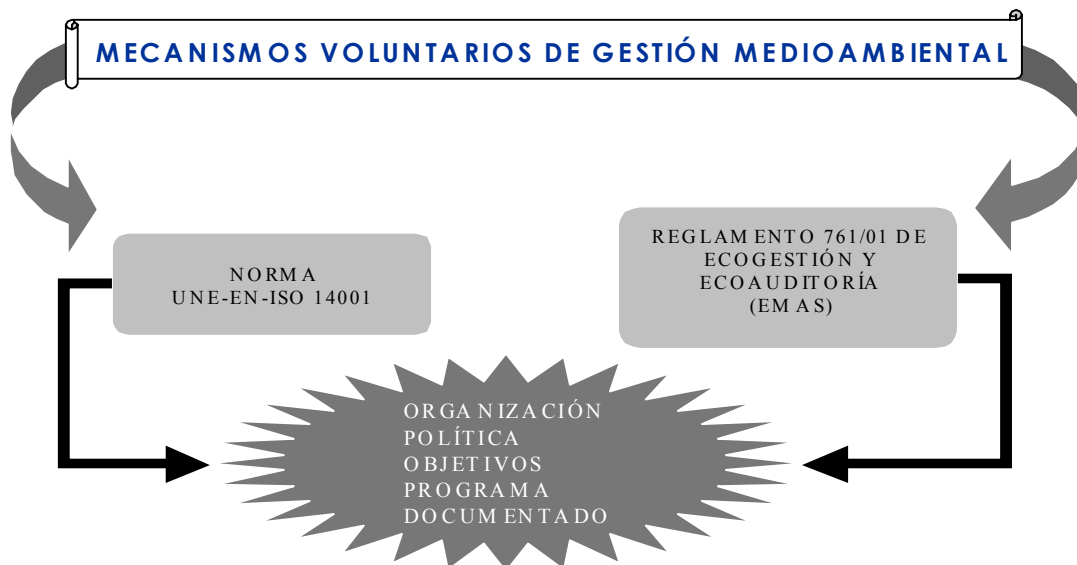 MECANISMOS VOLUNTARIOS DE GESTIÓN MEDIOAMBIENTAL
NORMA
UNE-EN-ISO 14001
REGLAMENTO 761/01 DE
ECOGESTIÓN Y
ECOAUDITORÍA
(EMAS)
ORGANIZACIÓN
POLÍTICA
OBJETIVOS
PROGRAMA
DOCUMENTADO